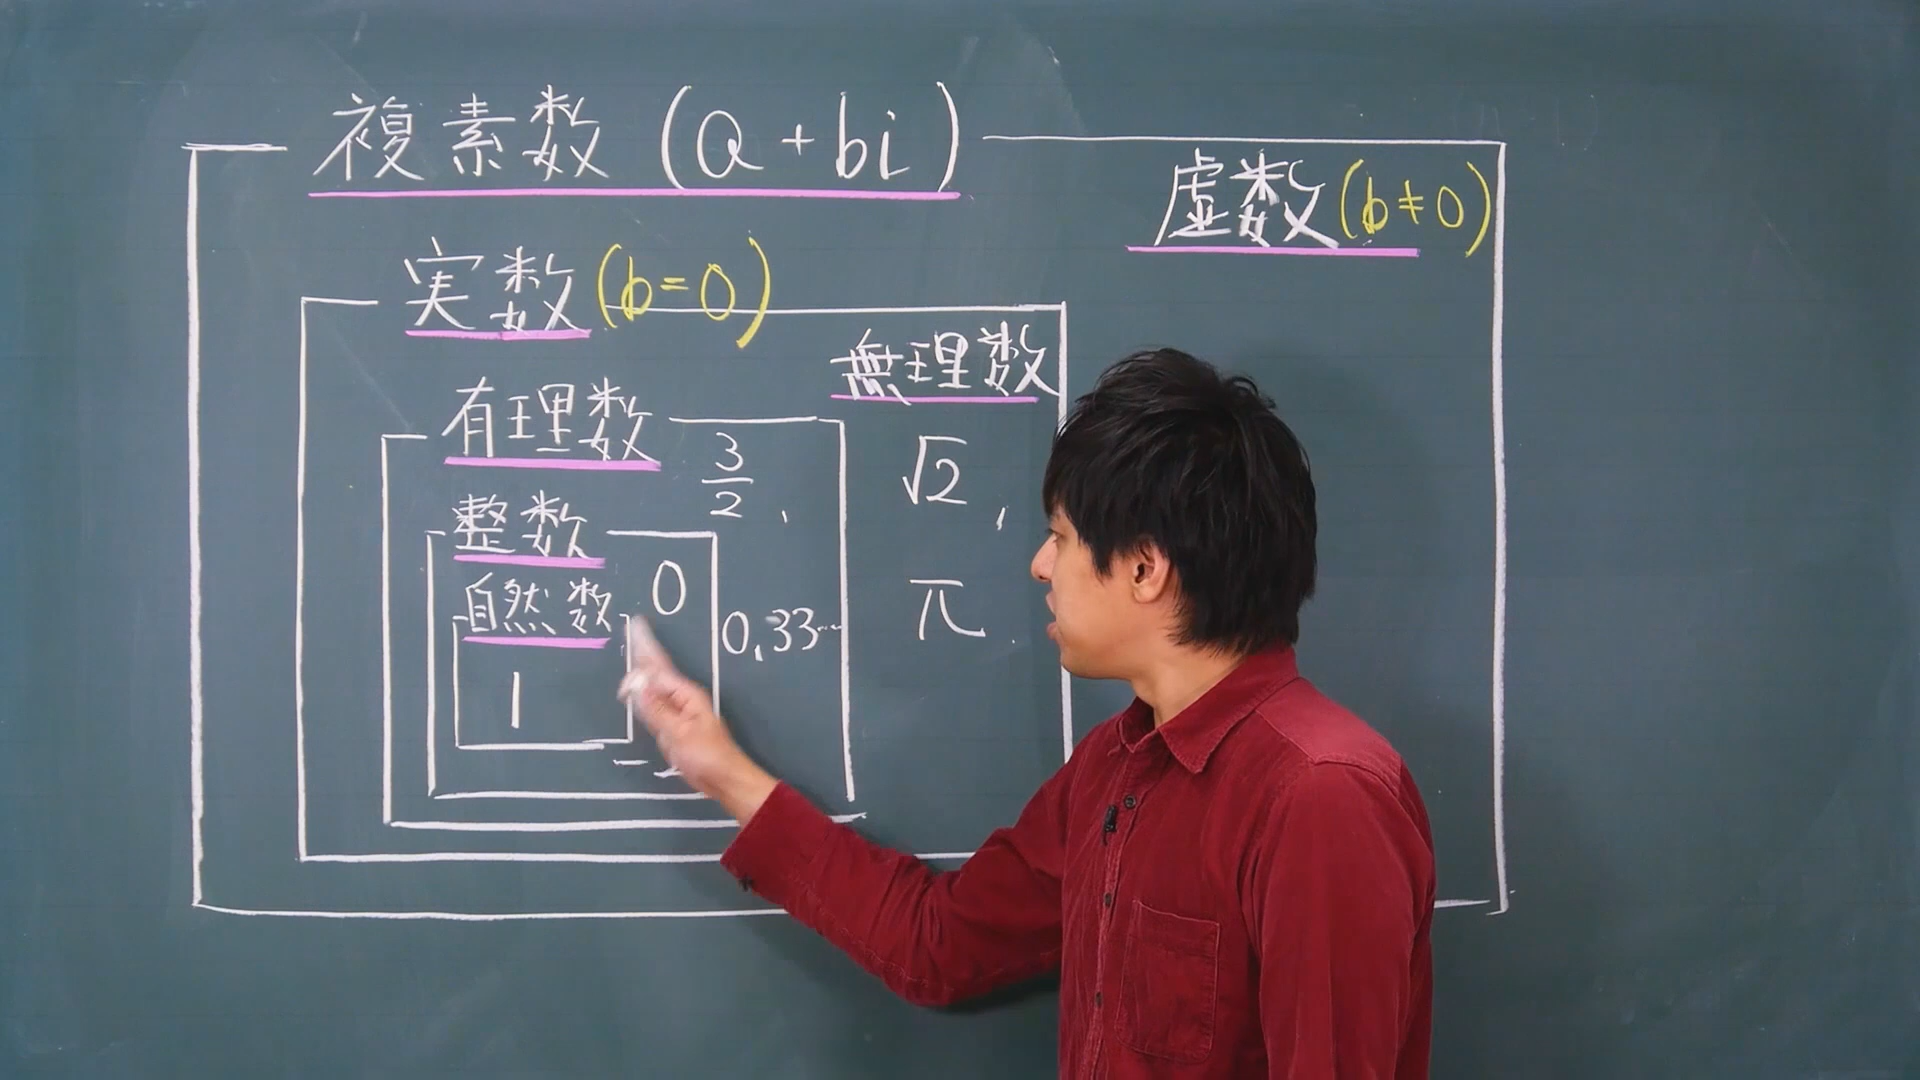 複素数 (a + bi)
虚数 (b≠0)
実数 (b=0)
無理数
有理数
3/2 ,
√2 ,
整数
自然数
0
0.33…
π
1